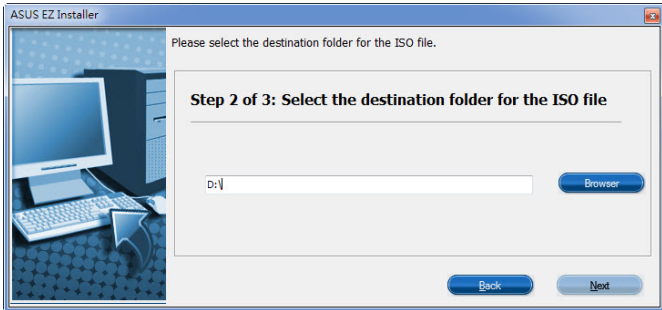 ASUS EZ Installer
Please select the destination folder for the ISO file.
Step 2 of 3: Select the destination folder for the ISO file
D:\
Browser
Back
Next